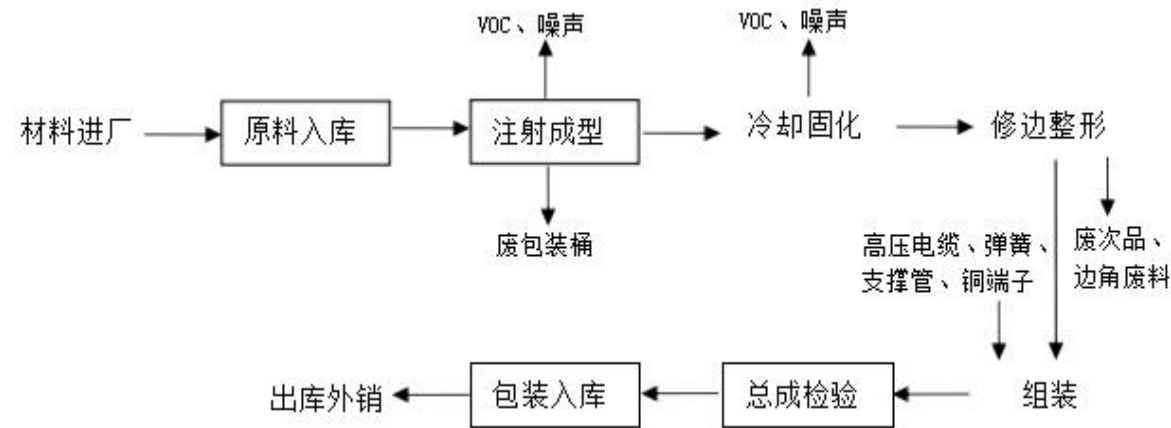 VOC、噪声
VOC、噪声
材料进厂
原料入库
注射成型
冷却固化
修边整形
废包装桶
高压电缆、弹簧、
支撑管、铜端子
废次品、
边角废料
出库外销
包装入库
总成检验
组装